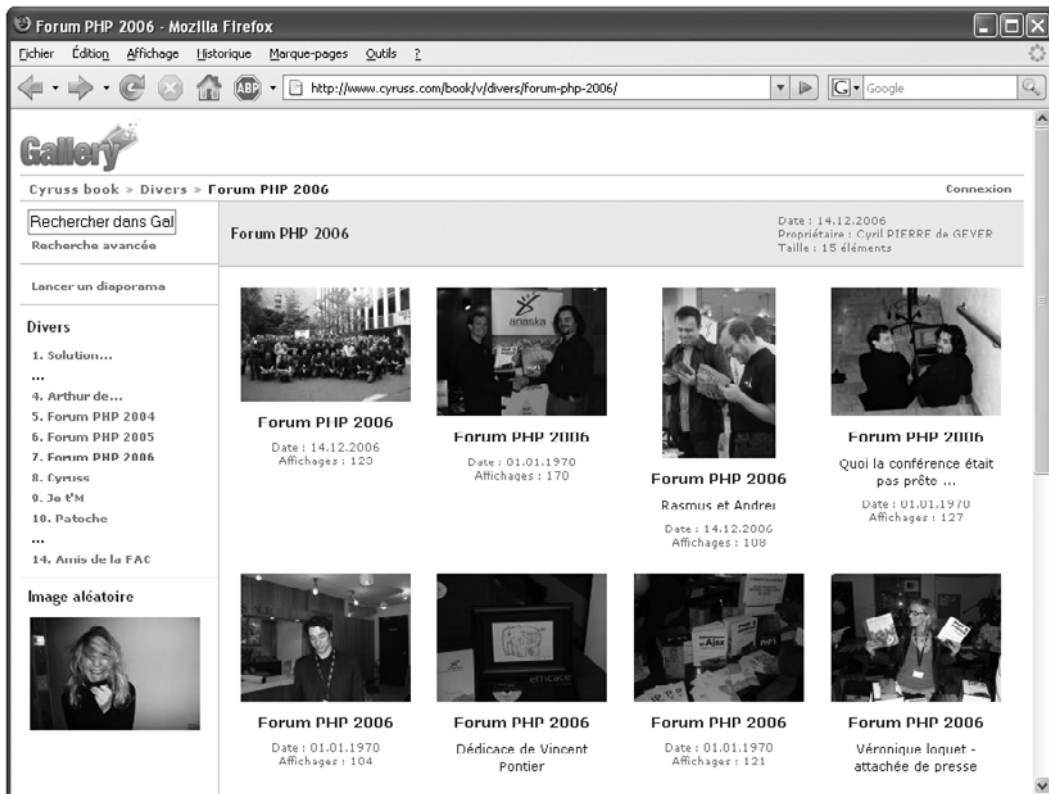 Forum PHP 2006 - Mozilla Firefox
Fichier Édition Affichage Historique Marque-pages Outils ?
ABP http://www.cyruss.com/book/v/divers/forum-php-2006/ G Google
Gallery
Cyruss book » Divers » Forum PHP 2006 Connexion
Rechercher dans Gal
Recherche avancée
Lancer un diaporama
Divers
1. Solution...
...
4. Arthur de...
5. Forum PHP 2004
6. Forum PHP 2005
7. Forum PHP 2006
8. Cyruss
9. Je t'M
10. Patoche
...
14. Amis de la FAC
Image aléatoire
Forum PHP 2006
Date : 14.12.2006
Propriétaire : Cyril PIERRE de GEYER
Taille : 15 éléments
anaska
Forum PHP 2006
Date : 14.12.2006
Affichages : 123
Forum PHP 2006
Date : 01.01.1970
Affichages : 170
Forum PHP 2006
Rasmus et Andrei
Date : 14.12.2006
Affichages : 108
Forum PHP 2006
Quoi la conférence était
pas prête ...
Date : 01.01.1970
Affichages : 127
efficace
Ajax
PHP5
Forum PHP 2006
Date : 01.01.1970
Affichages : 104
Forum PHP 2006
Dédicace de Vincent
Pontier
Forum PHP 2006
Date : 01.01.1970
Affichages : 121
Forum PHP 2006
Véronique loquet -
attachée de presse